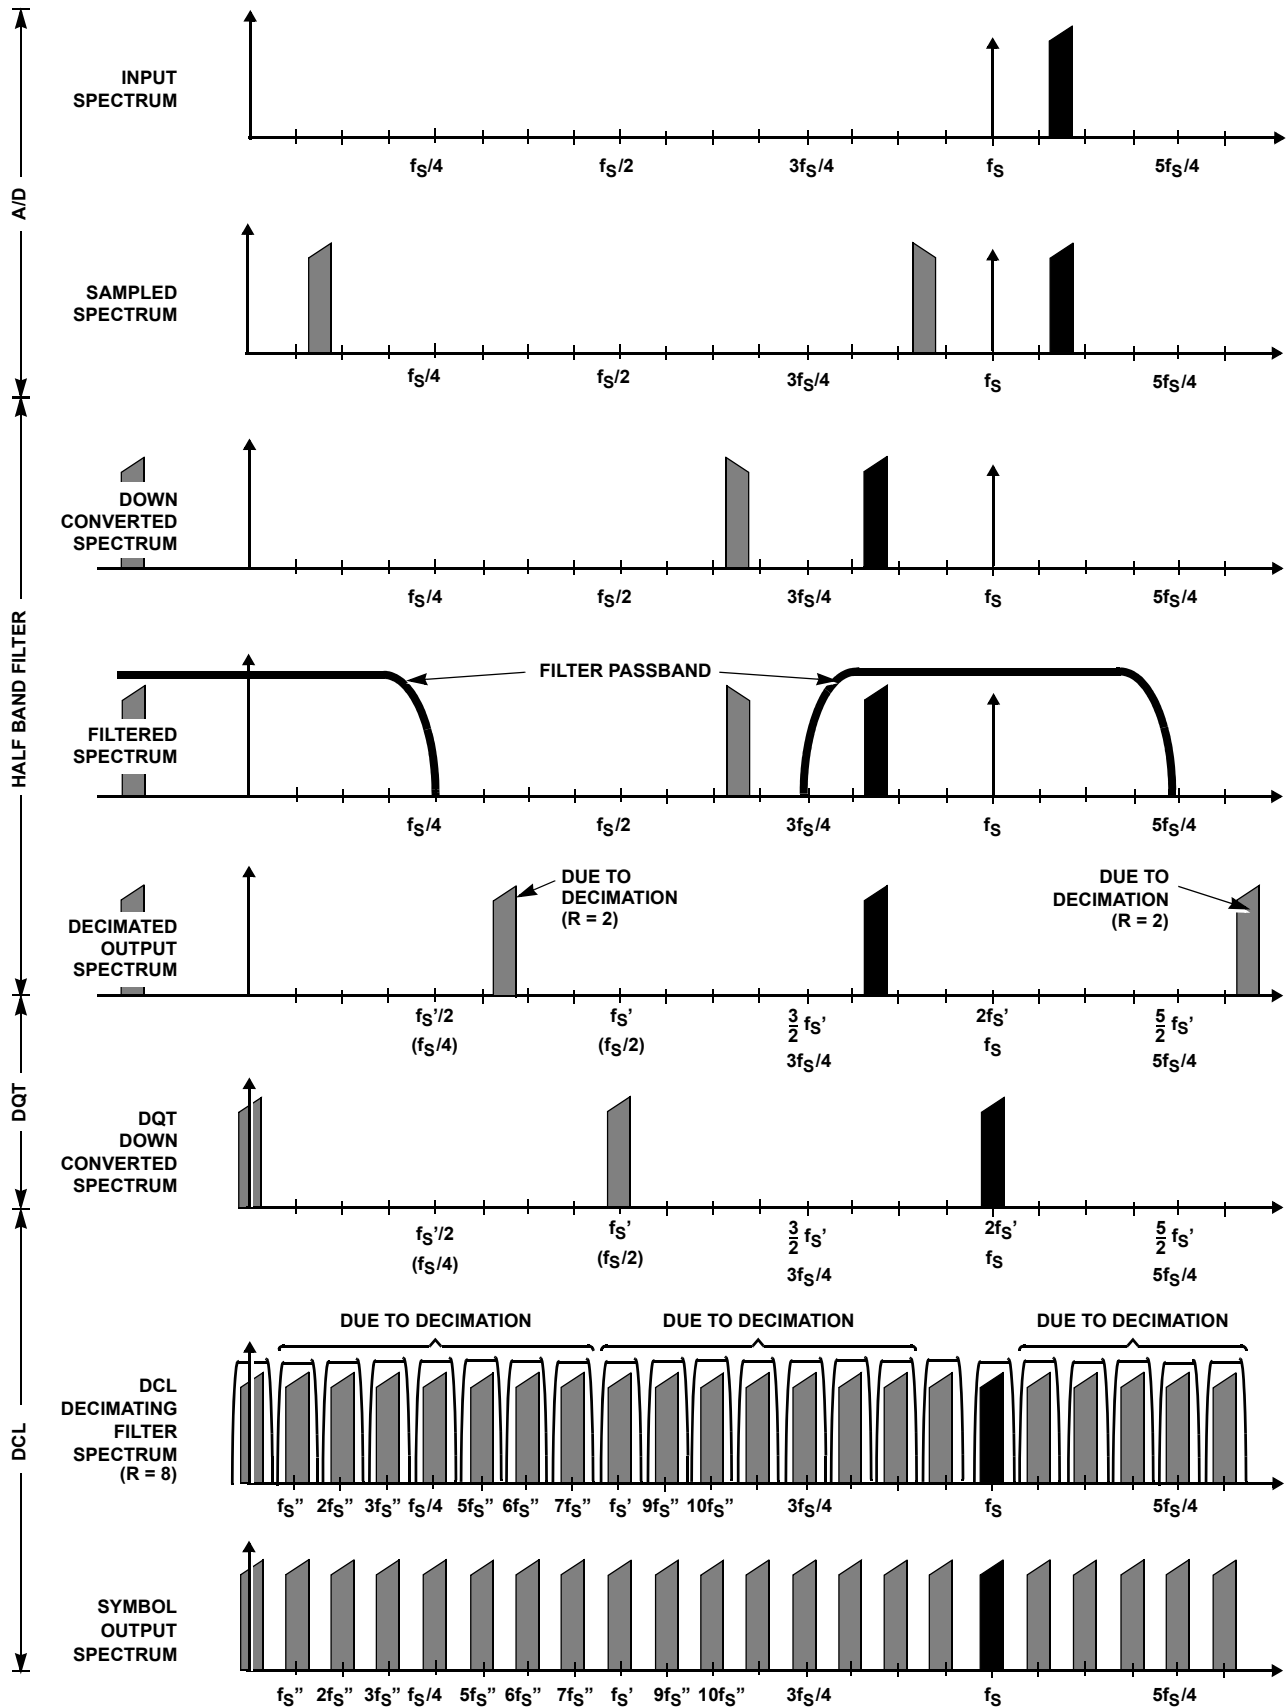 A/D
INPUT
SPECTRUM
fS/4 fS/2 3fS/4 fS 5fS/4
SAMPLED
SPECTRUM
fS/4 fS/2 3fS/4 fS 5fS/4
HALF BAND FILTER
DOWN
CONVERTED
SPECTRUM
fS/4 fS/2 3fS/4 fS 5fS/4
FILTER PASSBAND
FILTERED
SPECTRUM
fS/4 fS/2 3fS/4 fS 5fS/4
DUE TO
DECIMATION
(R = 2)
DUE TO
DECIMATION
(R = 2)
DECIMATED
OUTPUT
SPECTRUM
fS’/2 fS’ 3/2 fS’ 2fS’ 5/2 fS’
(fS/4) (fS/2) 3fS/4 fS 5fS/4
DQT
DQT
DOWN
CONVERTED
SPECTRUM
fS’/2 fS’ 3/2 fS’ 2fS’ 5/2 fS’
(fS/4) (fS/2) 3fS/4 fS 5fS/4
DCL
DUE TO DECIMATION DUE TO DECIMATION DUE TO DECIMATION
DCL
DECIMATING
FILTER
SPECTRUM
(R = 8)
fS” 2fS” 3fS” fS/4 5fS” 6fS” 7fS” fS’ 9fS” 10fS” 3fS/4 fS 5fS/4
SYMBOL
OUTPUT
SPECTRUM
fS” 2fS” 3fS” fS/4 5fS” 6fS” 7fS” fS’ 9fS” 10fS” 3fS/4 fS 5fS/4